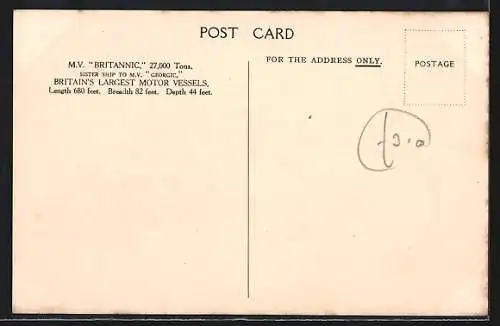 POST CARD
M.V. "BRITANNIC," 27,000 Tons,
SISTER SHIP TO M.V. "GEORGIC,"
BRITAIN'S LARGEST MOTOR VESSELS,
Length 680 feet. Breadth 82 feet. Depth 44 feet.
FOR THE ADDRESS ONLY.
POSTAGE